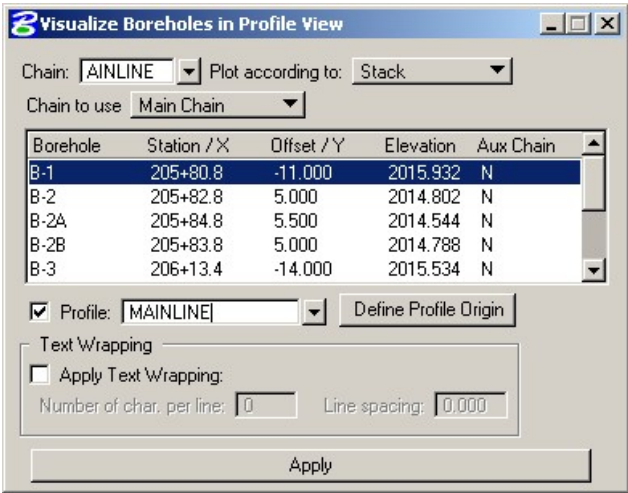 Visualize Boreholes in Profile View
Chain: AINLINE Plot according to: Stack
Chain to use Main Chain
Borehole Station / X Offset / Y Elevation Aux Chain
B-1 205+80.8 -11.000 2015.932 N
B-2 205+82.8 5.000 2014.802 N
B-2A 205+84.8 5.500 2014.544 N
B-2B 205+83.8 5.000 2014.788 N
B-3 206+13.4 -14.000 2015.534 N
Profile: MAINLINE Define Profile Origin
Text Wrapping
Apply Text Wrapping:
Number of char. per line: 0 Line spacing: 0.000
Apply